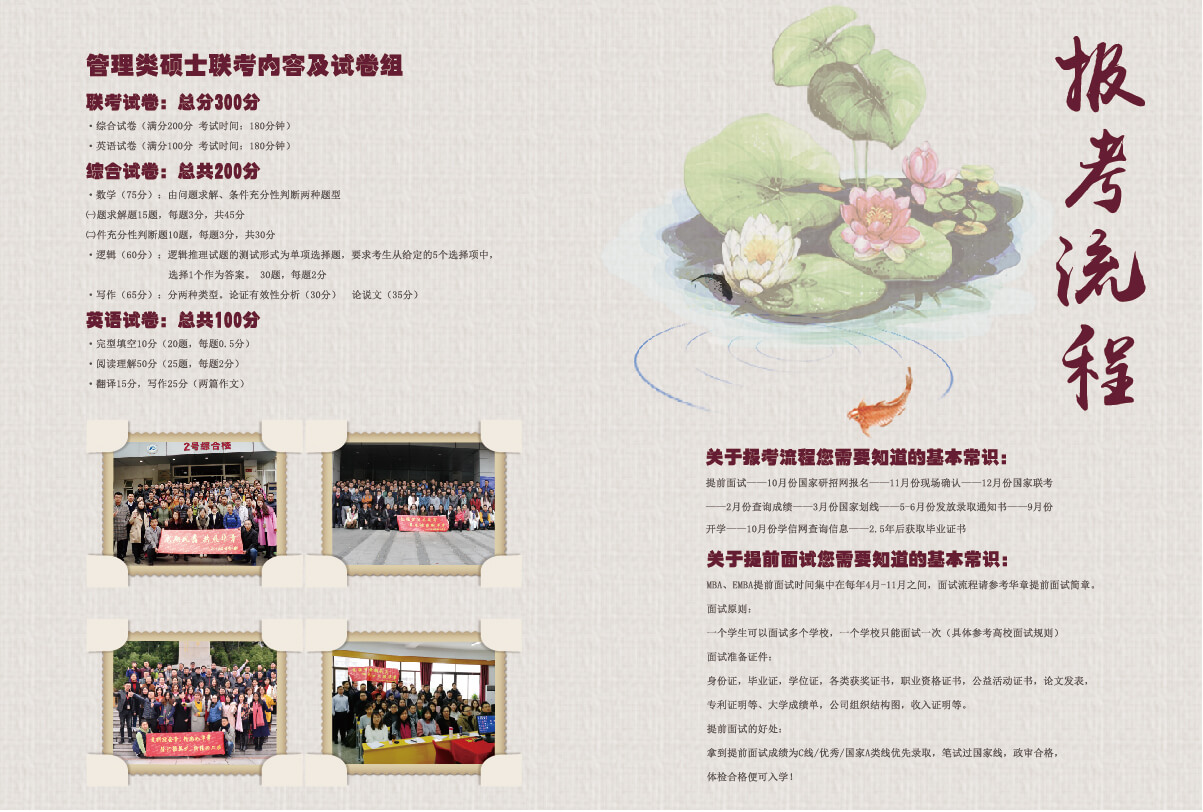 管理类硕士联考内容及试卷组
联考试卷：总分300分
·综合试卷（满分200分 考试时间：180分钟）
·英语试卷（满分100分 考试时间：180分钟）
综合试卷：总共200分
·数学（75分）：由问题求解、条件充分性判断两种题型
㈠题求解题15题，每题3分，共45分
㈡件充分性判断题10题，每题3分，共30分
·逻辑（60分）：逻辑推理试题的测试形式为单项选择题，要求考生从给定的5个选择项中，
选择1个作为答案。 30题，每题2分
·写作（65分）：分两种类型，论证有效性分析（30分） 论说文（35分）
英语试卷：总共100分
·完型填空10分（20题，每题0.5分）
·阅读理解50分（25题，每题2分）
·翻译15分，写作25分（两篇作文）
2号综合楼
报考流程
关于报考流程您需要知道的基本常识：
提前面试——10月份国家研招网报名——11月份现场确认——12月份国家联考
——2月份查询成绩——3月份国家划线——5-6月份发放录取通知书——9月份
开学——10月份学信网查询信息——2.5年后获取毕业证书
关于提前面试您需要知道的基本常识：
MBA、EMBA提前面试时间集中在每年4月-11月之间，面试流程请参考华章提前面试简章。
面试原则：
一个学生可以面试多个学校，一个学校只能面试一次（具体参考高校面试规则）
面试准备证件：
身份证，毕业证，学位证，各类获奖证书，职业资格证书，公益活动证书，论文发表，
专利证明等、大学成绩单，公司组织结构图，收入证明等。
提前面试的好处：
拿到提前面试成绩为C线/优秀/国家A类线优先录取，笔试过国家线，政审合格，
体检合格便可入学！